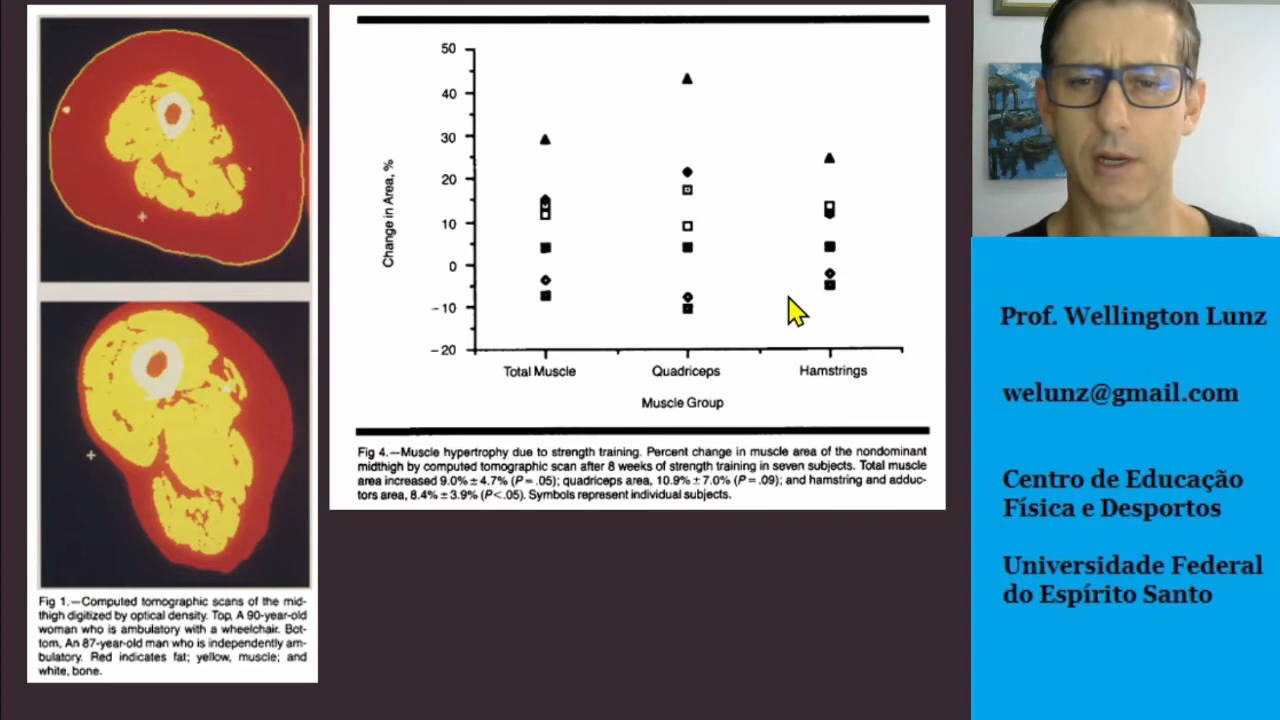 Fig 1.—Computed tomographic scans of the mid-
thigh digitized by optical density. Top, A 90-year-old
woman who is ambulatory with a wheelchair. Bot-
tom, An 87-year-old man who is independently am-
bulatory. Red indicates fat; yellow, muscle; and
white, bone.
50
40
30
20
10
0
−10
−20
Change in Area, %
Total Muscle Quadriceps Hamstrings
Muscle Group
Fig 4.—Muscle hypertrophy due to strength training. Percent change in muscle area of the nondominant
midthigh by computed tomographic scan after 8 weeks of strength training in seven subjects. Total muscle
area increased 9.0% ± 4.7% (P = .05); quadriceps area, 10.9% ± 7.0% (P = .09); and hamstring and adduc-
tors area, 8.4% ± 3.9% (P<.05). Symbols represent individual subjects.
Prof. Wellington Lunz
welunz@gmail.com
Centro de Educação
Física e Desportos
Universidade Federal
do Espírito Santo